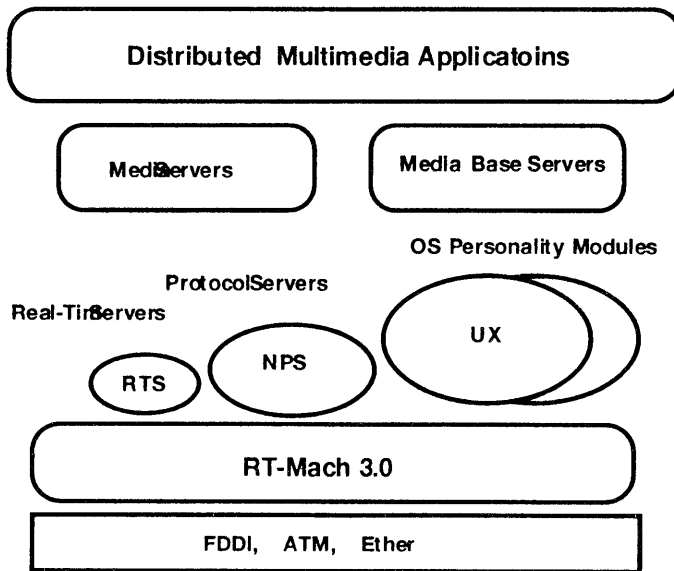 Distributed Multimedia Applicatoins
MediaServers
Media Base Servers
OS Personality Modules
ProtocolServers
Real-TimeServers
UX
NPS
RTS
RT-Mach 3.0
FDDI, ATM, Ether